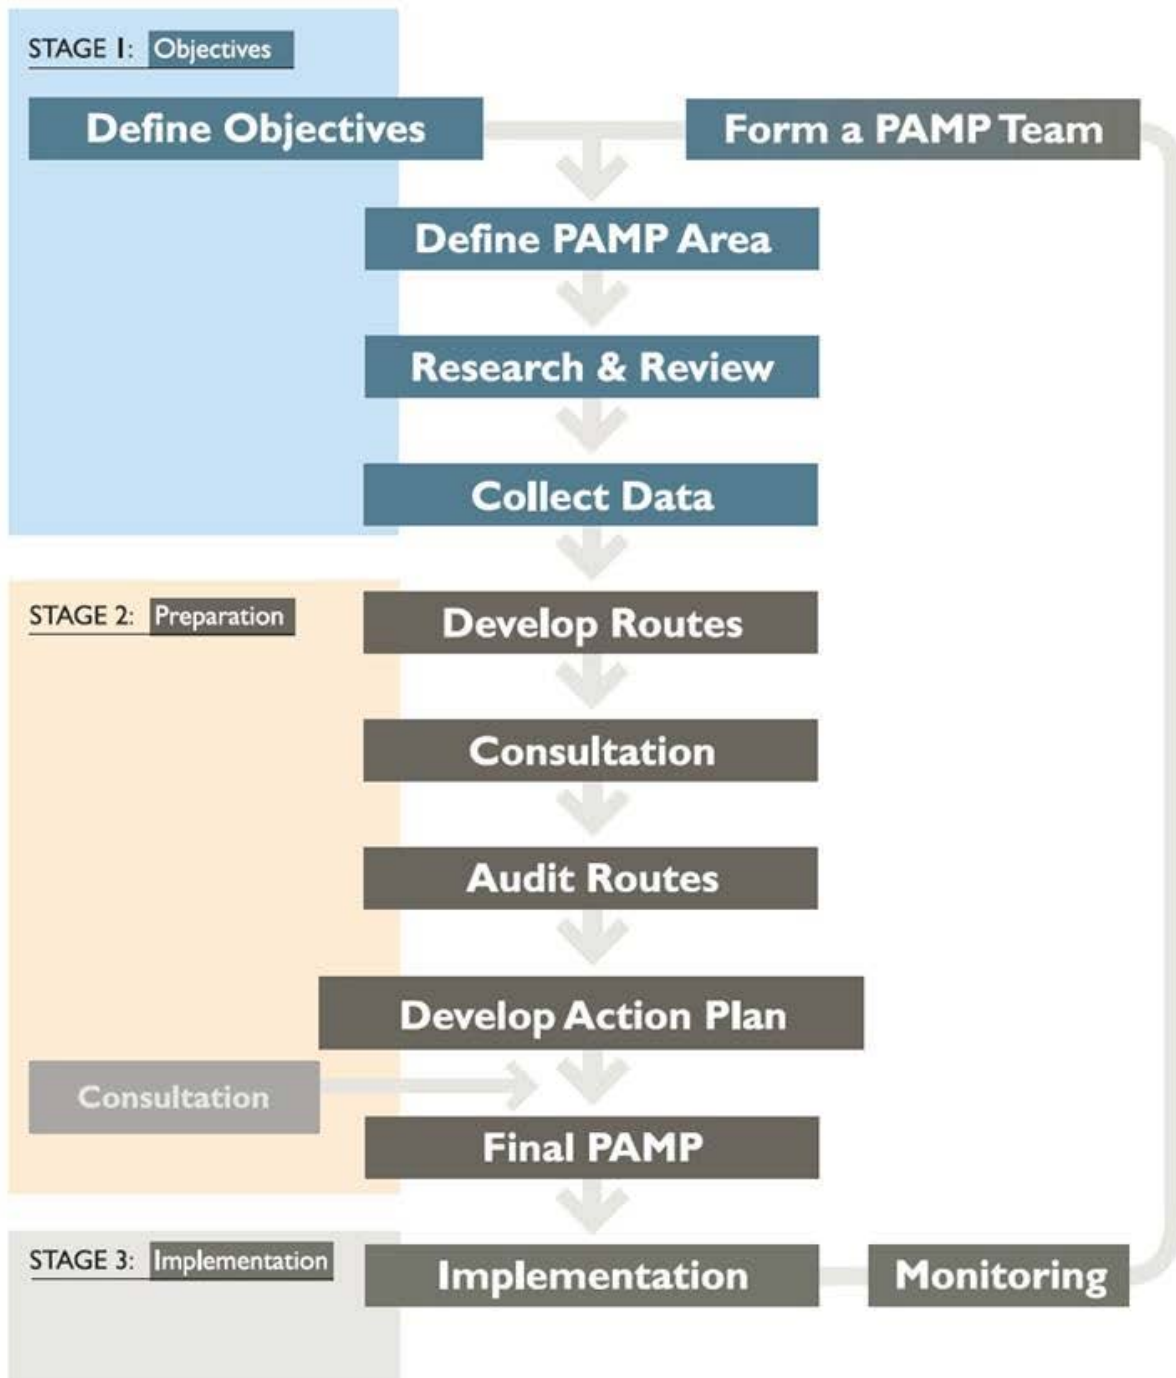 STAGE 1: Objectives
Define Objectives
Form a PAMP Team
Define PAMP Area
Research & Review
Collect Data
STAGE 2: Preparation
Develop Routes
Consultation
Audit Routes
Develop Action Plan
Consultation
Final PAMP
STAGE 3: Implementation
Implementation
Monitoring